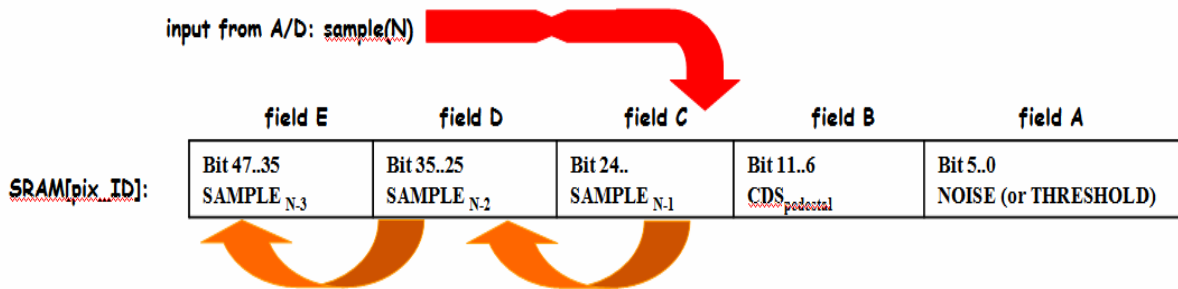 input from A/D: sample(N)
field E field D field C field B field A
SRAM[pix_ID]:
Bit 47..35 Bit 35..25 Bit 24.. Bit 11..6 Bit 5..0
SAMPLE N-3 SAMPLE N-2 SAMPLE N-1 CDSpedestal NOISE (or THRESHOLD)